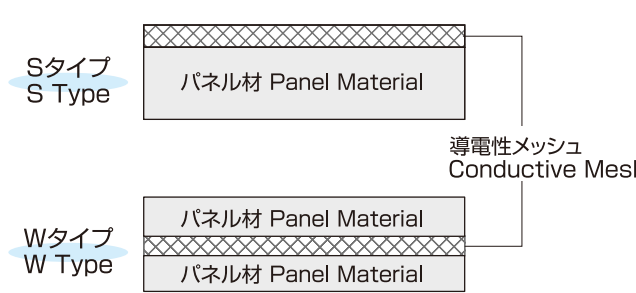 Sタイプ
S Type
パネル材 Panel Material
導電性メッシュ
Conductive Mesl
Wタイプ
W Type
パネル材 Panel Material
パネル材 Panel Material